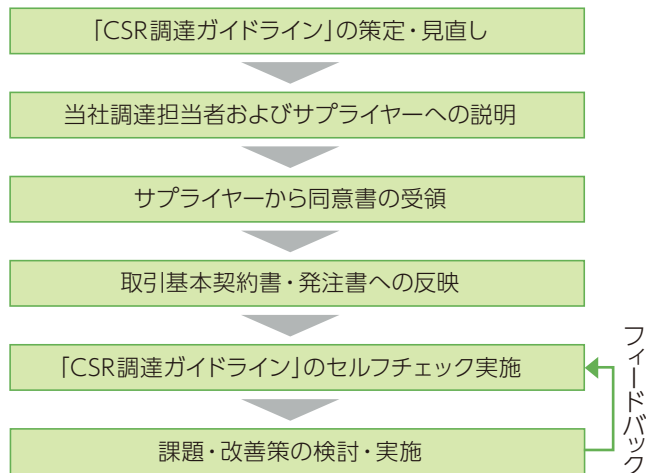 「CSR調達ガイドライン」の策定・見直し
当社調達担当者およびサプライヤーへの説明
サプライヤーから同意書の受領
取引基本契約書・発注書への反映
「CSR調達ガイドライン」のセルフチェック実施
課題・改善策の検討・実施
フィードバック